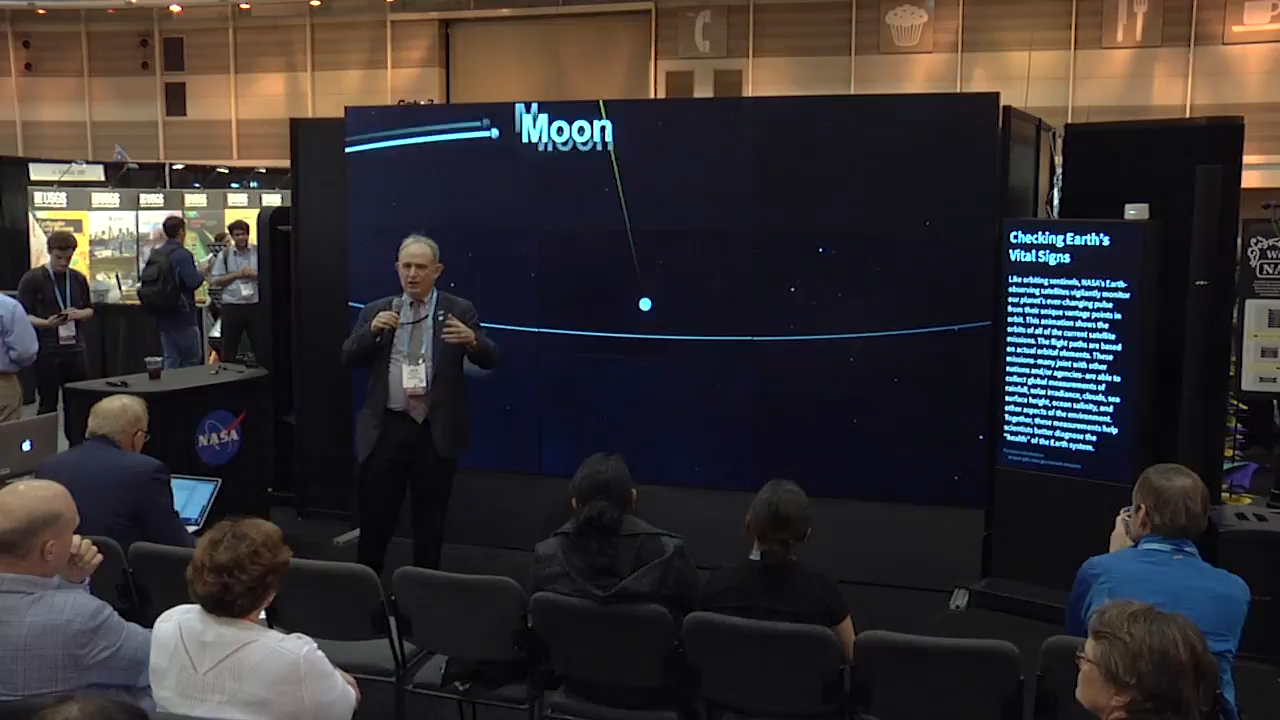 Moon
USGS
USGS
USGS
USGS
USGS
NASA
Checking Earth's
Vital Signs
Like orbiting sentinels, NASA's Earth-
observing satellites vigilantly monitor
our planet's ever-changing pulse
from their unique vantage points in
orbit. This animation shows the
orbits of all of the current satellite
missions. The flight paths are based
on actual orbital elements. These
missions–many joint with other
nations and/or agencies–are able to
collect global measurements of
rainfall, solar irradiance, clouds, sea
surface height, ocean salinity, and
other aspects of the environment.
Together, these measurements help
scientists better diagnose the
"health" of the Earth system.